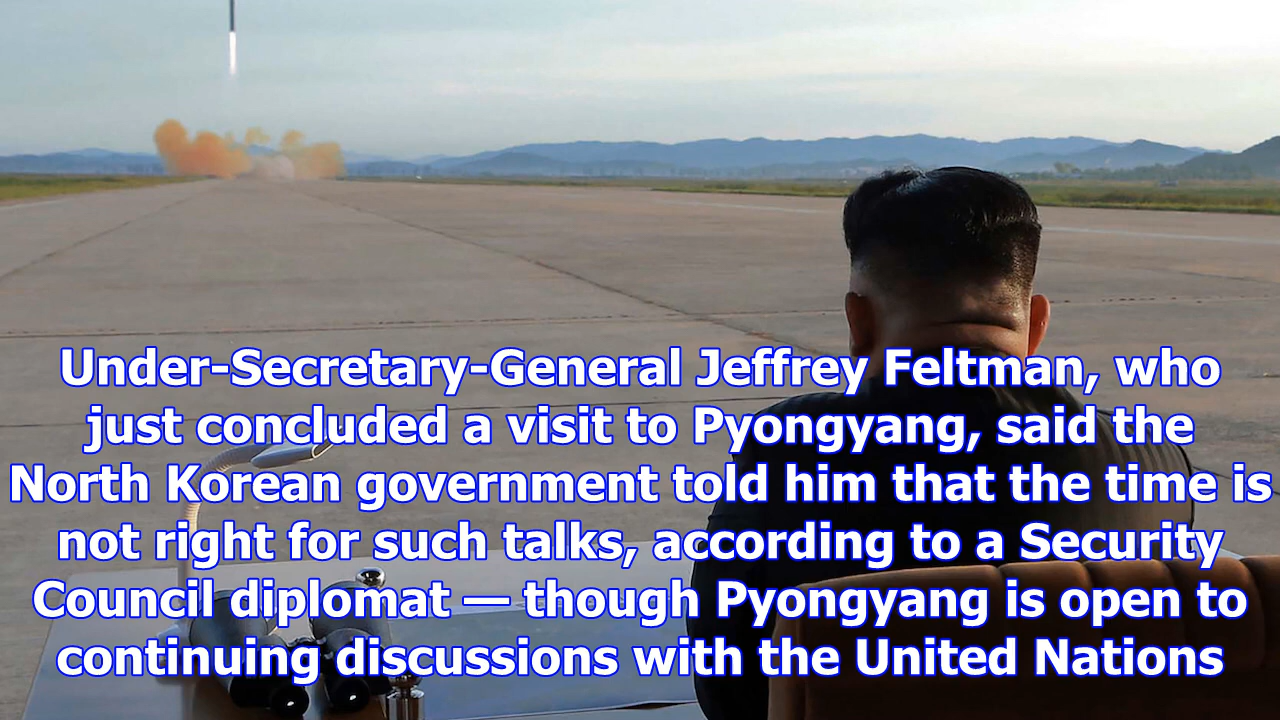 Under-Secretary-General Jeffrey Feltman, who
just concluded a visit to Pyongyang, said the
North Korean government told him that the time is
not right for such talks, according to a Security
Council diplomat — though Pyongyang is open to
continuing discussions with the United Nations